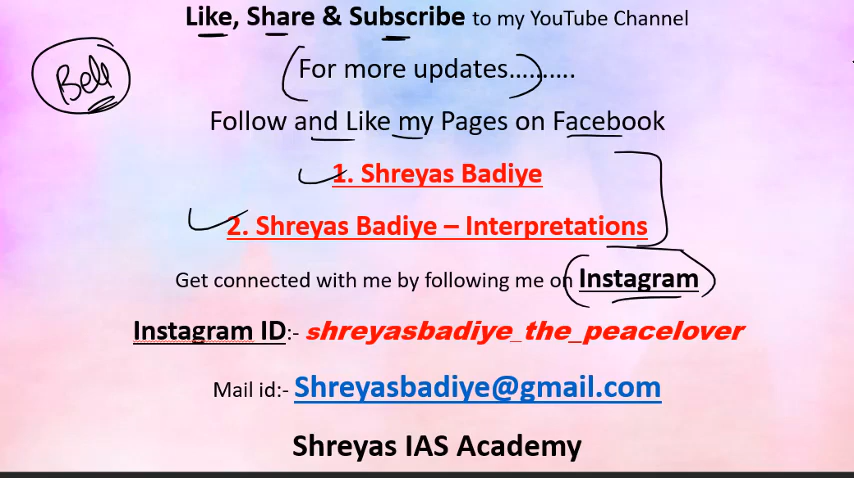 Like, Share & Subscribe to my YouTube Channel
Bell
For more updates..........
Follow and Like my Pages on Facebook
1. Shreyas Badiye
2. Shreyas Badiye – Interpretations
Get connected with me by following me on Instagram
Instagram ID:- shreyasbadiye_the_peacelover
Mail id:- Shreyasbadiye@gmail.com
Shreyas IAS Academy